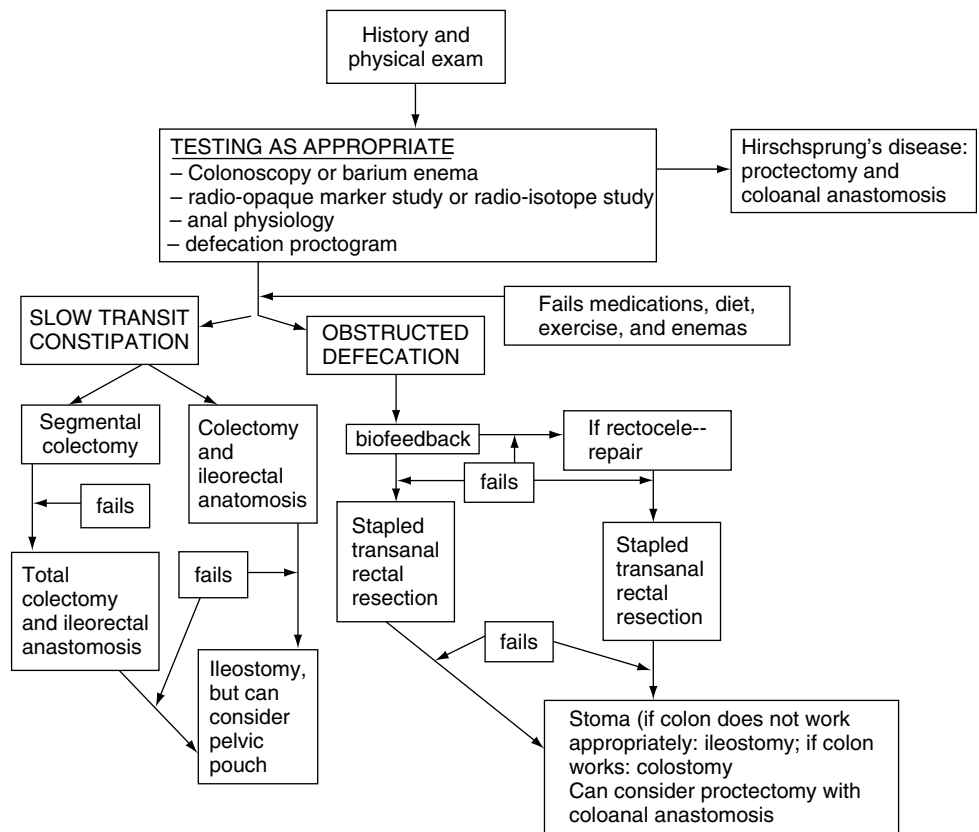 History and
physical exam
TESTING AS APPROPRIATE
– Colonoscopy or barium enema
– radio-opaque marker study or radio-isotope study
– anal physiology
– defecation proctogram
Hirschsprung's disease:
proctectomy and
coloanal anastomosis
Fails medications, diet,
exercise, and enemas
SLOW TRANSIT
CONSTIPATION
OBSTRUCTED
DEFECATION
Segmental
colectomy
Colectomy
and
ileorectal
anatomosis
biofeedback
If rectocele--
repair
fails
fails
Stapled
transanal
rectal
resection
Stapled
transanal
rectal
resection
Total
colectomy
and ileorectal
anastomosis
fails
fails
Ileostomy,
but can
consider
pelvic
pouch
Stoma (if colon does not work
appropriately: ileostomy; if colon
works: colostomy
Can consider proctectomy with
coloanal anastomosis